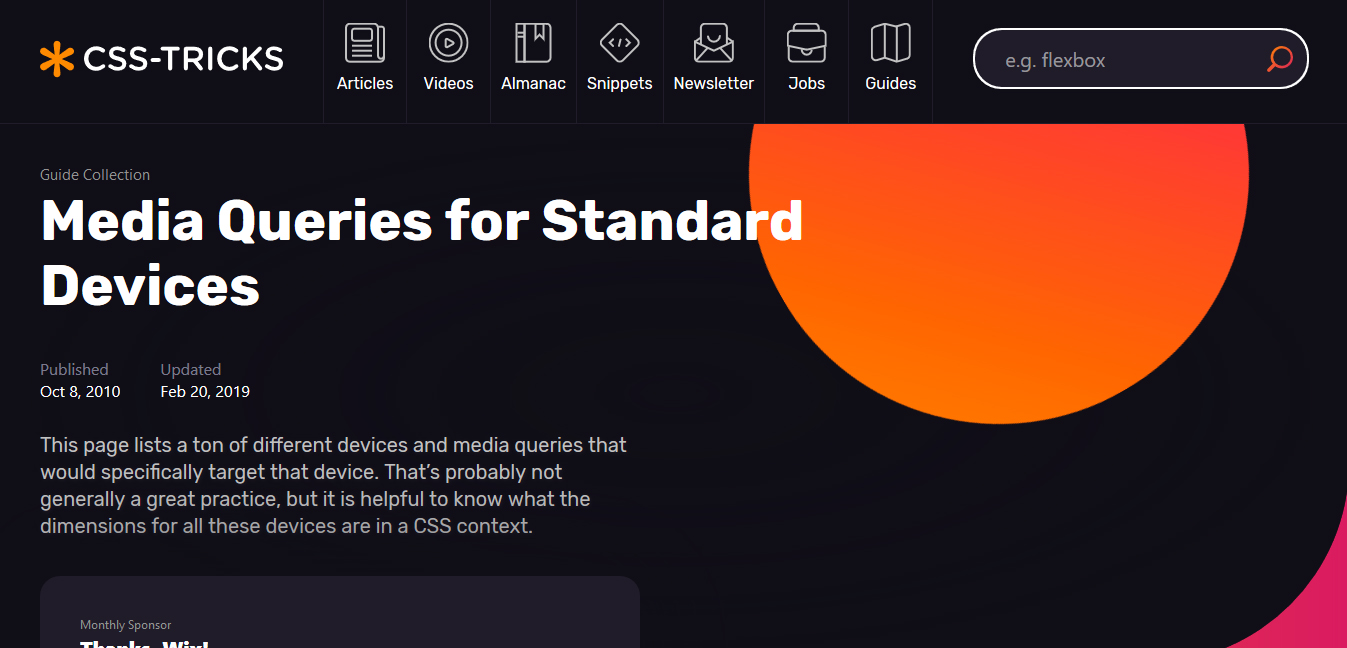 CSS-TRICKS
Articles
Videos
Almanac
Snippets
Newsletter
Jobs
Guides
e.g. flexbox
Guide Collection
Media Queries for Standard
Devices
Published
Updated
Oct 8, 2010
Feb 20, 2019
This page lists a ton of different devices and media queries that
would specifically target that device. That’s probably not
generally a great practice, but it is helpful to know what the
dimensions for all these devices are in a CSS context.
Monthly Sponsor
Thanks, Wix!